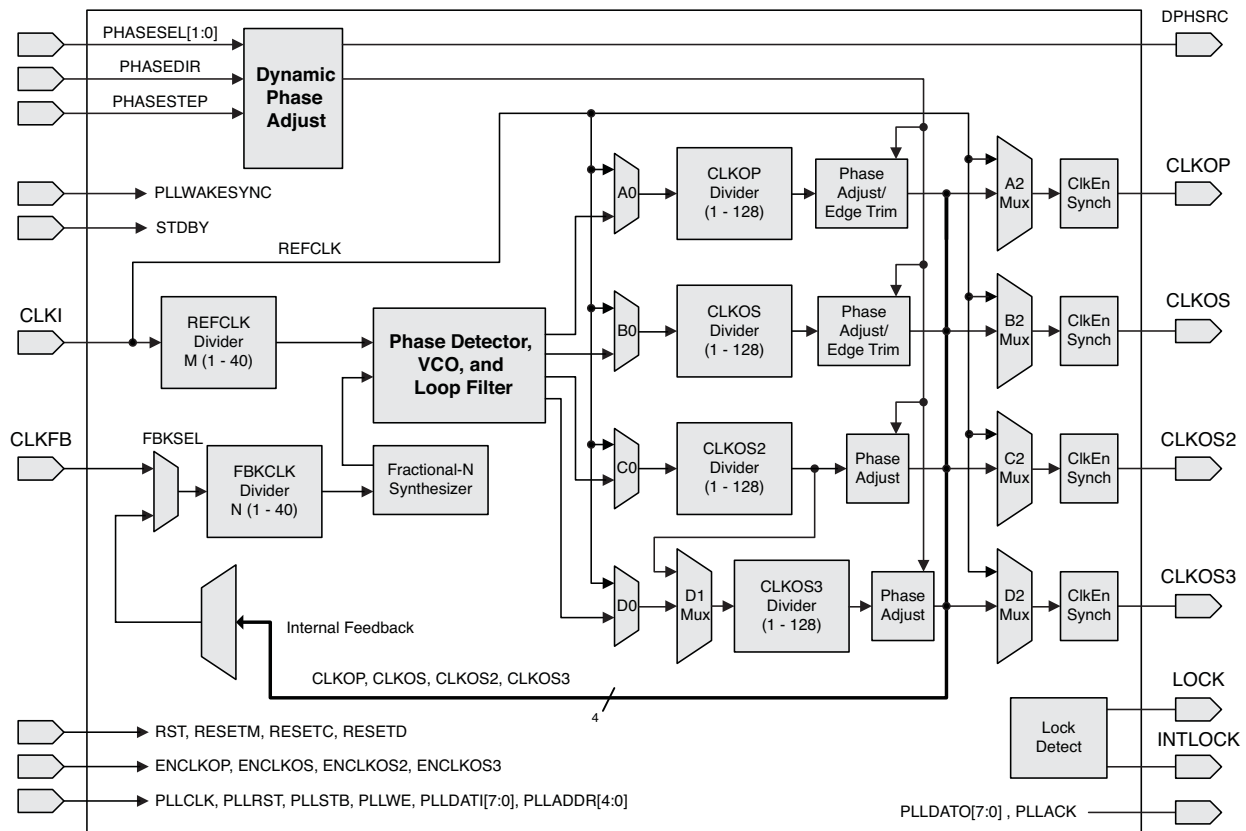 DPHSRC
PHASESEL[1:0]
PHASEDIR
PHASESTEP
Dynamic
Phase
Adjust
PLLWAKESYNC
STDBY
REFCLK
CLKI
REFCLK
Divider
M (1 - 40)
Phase Detector,
VCO, and
Loop Filter
CLKFB
FBKSEL
FBKCLK
Divider
N (1 - 40)
Fractional-N
Synthesizer
Internal Feedback
CLKOP, CLKOS, CLKOS2, CLKOS3
4
A0
CLKOP
Divider
(1 - 128)
Phase
Adjust/
Edge Trim
A2
Mux
ClkEn
Synch
CLKOP
B0
CLKOS
Divider
(1 - 128)
Phase
Adjust/
Edge Trim
B2
Mux
ClkEn
Synch
CLKOS
C0
CLKOS2
Divider
(1 - 128)
Phase
Adjust
C2
Mux
ClkEn
Synch
CLKOS2
D0
D1
Mux
CLKOS3
Divider
(1 - 128)
Phase
Adjust
D2
Mux
ClkEn
Synch
CLKOS3
RST, RESETM, RESETC, RESETD
ENCLKOP, ENCLKOS, ENCLKOS2, ENCLKOS3
PLLCLK, PLLRST, PLLSTB, PLLWE, PLLDATI[7:0], PLLADDR[4:0]
Lock
Detect
LOCK
INTLOCK
PLLDATO[7:0] , PLLACK